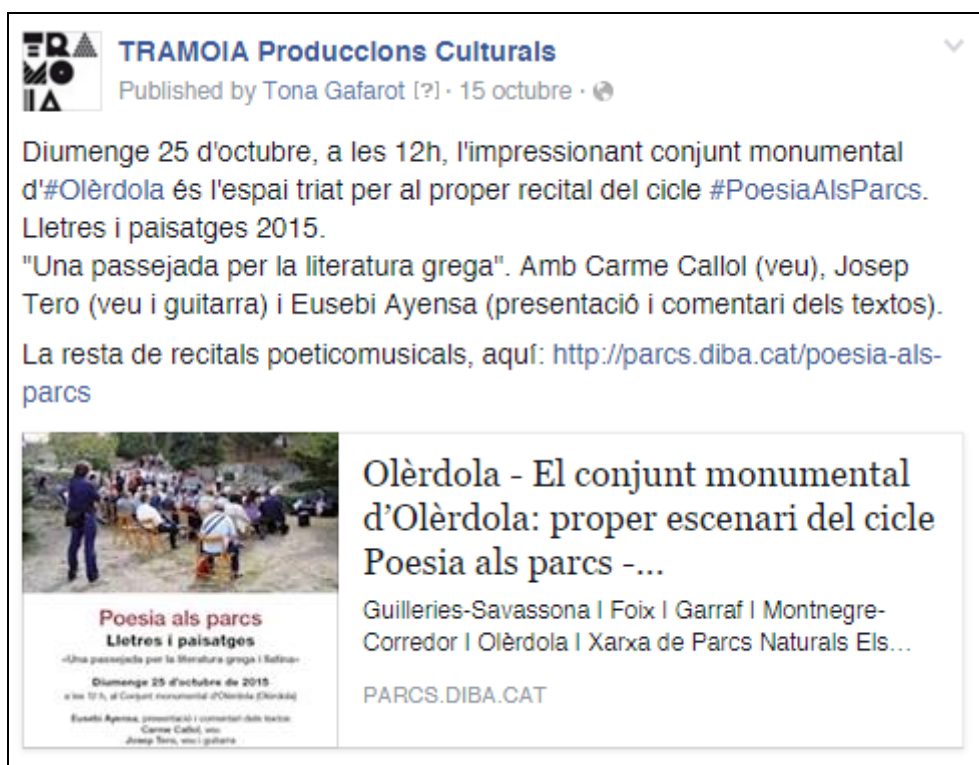 TRAMOIA
TRAMOIA Produccions Culturals
Published by Tona Gafarot [?] · 15 octubre ·
Diumenge 25 d'octubre, a les 12h, l'impressionant conjunt monumental
d'#Olèrdola és l'espai triat per al proper recital del cicle #PoesiaAlsParcs.
Lletres i paisatges 2015.
"Una passejada per la literatura grega". Amb Carme Callol (veu), Josep
Tero (veu i guitarra) i Eusebi Ayensa (presentació i comentari dels textos).
La resta de recitals poeticomusicals, aquí: http://parcs.diba.cat/poesia-als-
parcs
Poesia als parcs
Lletres i paisatges
«Una passejada per la literatura grega i llatina»
Diumenge 25 d'octubre de 2015
a les 12 h, al Conjunt monumental d'Olèrdola (Olèrdola)
Eusebi Ayensa, presentació i comentari dels textos
Carme Callol, veu
Josep Tero, veu i guitarra
Olèrdola - El conjunt monumental
d’Olèrdola: proper escenari del cicle
Poesia als parcs -...
Guilleries-Savassona I Foix I Garraf I Montnegre-
Corredor I Olèrdola I Xarxa de Parcs Naturals Els...
PARCS.DIBA.CAT